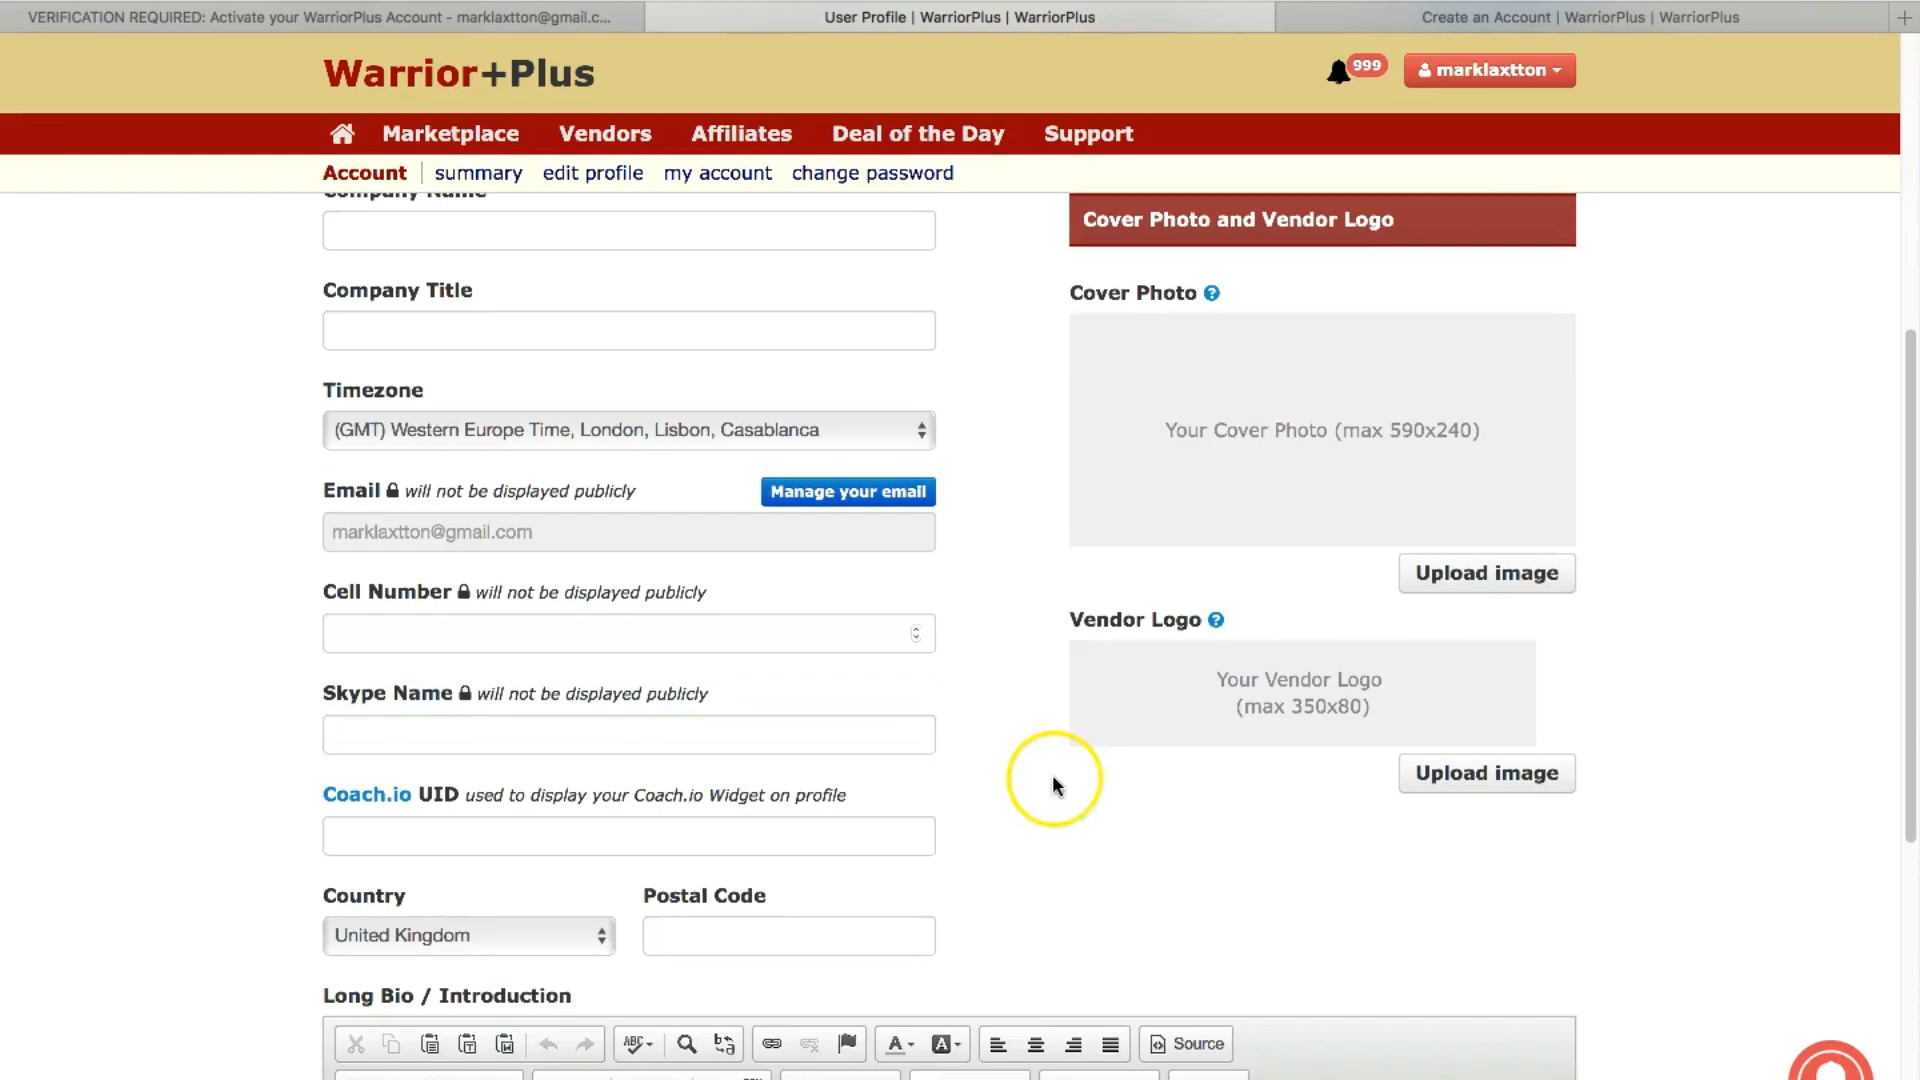 VERIFICATION REQUIRED: Activate your WarriorPlus Account - marklaxtton@gmail.c...
User Profile | WarriorPlus | WarriorPlus
Create an Account | WarriorPlus | WarriorPlus
Warrior+Plus
999
marklaxtton
Marketplace Vendors Affiliates Deal of the Day Support
Account summary edit profile my account change password
Company Name
Company Title
Timezone
(GMT) Western Europe Time, London, Lisbon, Casablanca
Email will not be displayed publicly
Manage your email
marklaxtton@gmail.com
Cell Number will not be displayed publicly
Skype Name will not be displayed publicly
Coach.io UID used to display your Coach.io Widget on profile
Country Postal Code
United Kingdom
Cover Photo and Vendor Logo
Cover Photo ?
Your Cover Photo (max 590x240)
Upload image
Vendor Logo ?
Your Vendor Logo
(max 350x80)
Upload image
Long Bio / Introduction
ABC A A Source